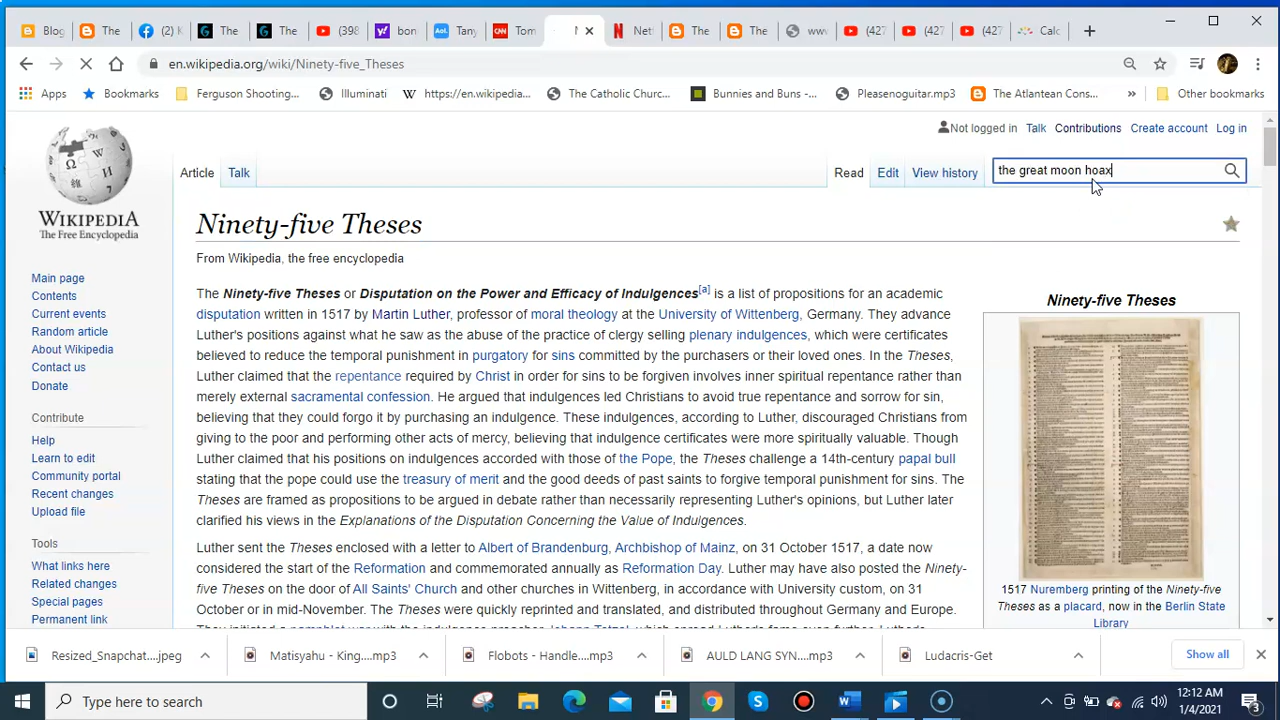 Blog
The
(2) K
The
The
(398
bon
Tany
Tom
N
Netf
The
The
www
(427
(427
(427
Calc
en.wikipedia.org/wiki/Ninety-five_Theses
Apps
Bookmarks
Ferguson Shooting...
Illuminati
https://en.wikipedia...
The Catholic Churc...
Bunnies and Buns -...
Pleasenoguitar.mp3
The Atlantean Cons...
»
Other bookmarks
Not logged in Talk Contributions Create account Log in
Article Talk
Read Edit View history
the great moon hoax
WIKIPEDIA
The Free Encyclopedia
Main page
Contents
Current events
Random article
About Wikipedia
Contact us
Donate
Contribute
Help
Learn to edit
Community portal
Recent changes
Upload file
Tools
What links here
Related changes
Special pages
Permanent link
Ninety-five Theses
From Wikipedia, the free encyclopedia
The Ninety-five Theses or Disputation on the Power and Efficacy of Indulgences[a] is a list of propositions for an academic
disputation written in 1517 by Martin Luther, professor of moral theology at the University of Wittenberg, Germany. They advance
Luther's positions against what he saw as the abuse of the practice of clergy selling plenary indulgences, which were certificates
believed to reduce the temporal punishment in purgatory for sins committed by the purchasers or their loved ones. In the Theses,
Luther claimed that the repentance required by Christ in order for sins to be forgiven involves inner spiritual repentance rather than
merely external sacramental confession. He argued that indulgences led Christians to avoid true repentance and sorrow for sin,
believing that they could forgo it by purchasing an indulgence. These indulgences, according to Luther, discouraged Christians from
giving to the poor and performing other acts of mercy, believing that indulgence certificates were more spiritually valuable. Though
Luther claimed that his positions on indulgences accorded with those of the Pope, the Theses challenge a 14th-century papal bull
stating that the pope could use the treasury of merit and the good deeds of past saints to forgive temporal punishment for sins. The
Theses are framed as propositions to be argued in debate rather than necessarily representing Luther's opinions, but Luther later
clarified his views in the Explanations of the Disputation Concerning the Value of Indulgences.
Luther sent the Theses enclosed with a letter to Albert of Brandenburg, Archbishop of Mainz, on 31 October 1517, a date now
considered the start of the Reformation and commemorated annually as Reformation Day. Luther may have also posted the Ninety-
five Theses on the door of All Saints' Church and other churches in Wittenberg, in accordance with University custom, on 31
October or in mid-November. The Theses were quickly reprinted and translated, and distributed throughout Germany and Europe.
They initiated a pamphlet war with the indulgence preacher Johann Tetzel, which spread Luther's fame even further. Luther's
Ninety-five Theses
1517 Nuremberg printing of the Ninety-five
Theses as a placard, now in the Berlin State
Library
Resized_Snapchat....jpeg
Matisyahu - King....mp3
Flobots - Handle....mp3
AULD LANG SYN....mp3
Ludacris-Get
Show all
Type here to search
12:12 AM
1/4/2021
3